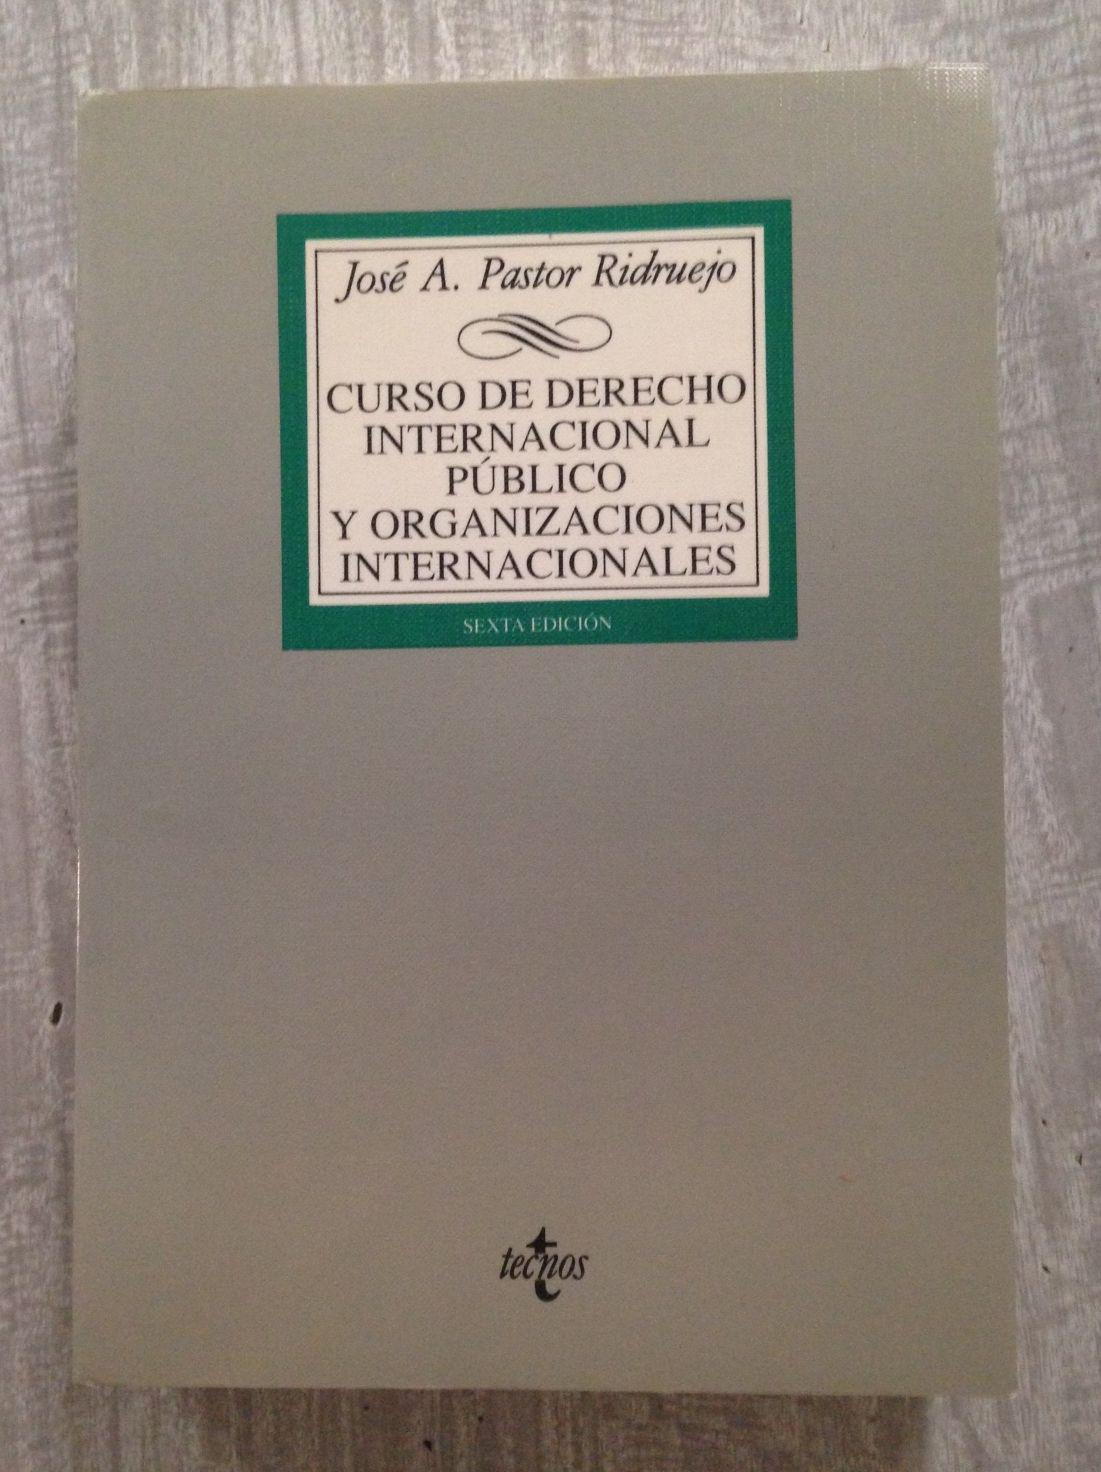 José A. Pastor Ridruejo
CURSO DE DERECHO
INTERNACIONAL
PÚBLICO
Y ORGANIZACIONES
INTERNACIONALES
SEXTA EDICIÓN
tecnos